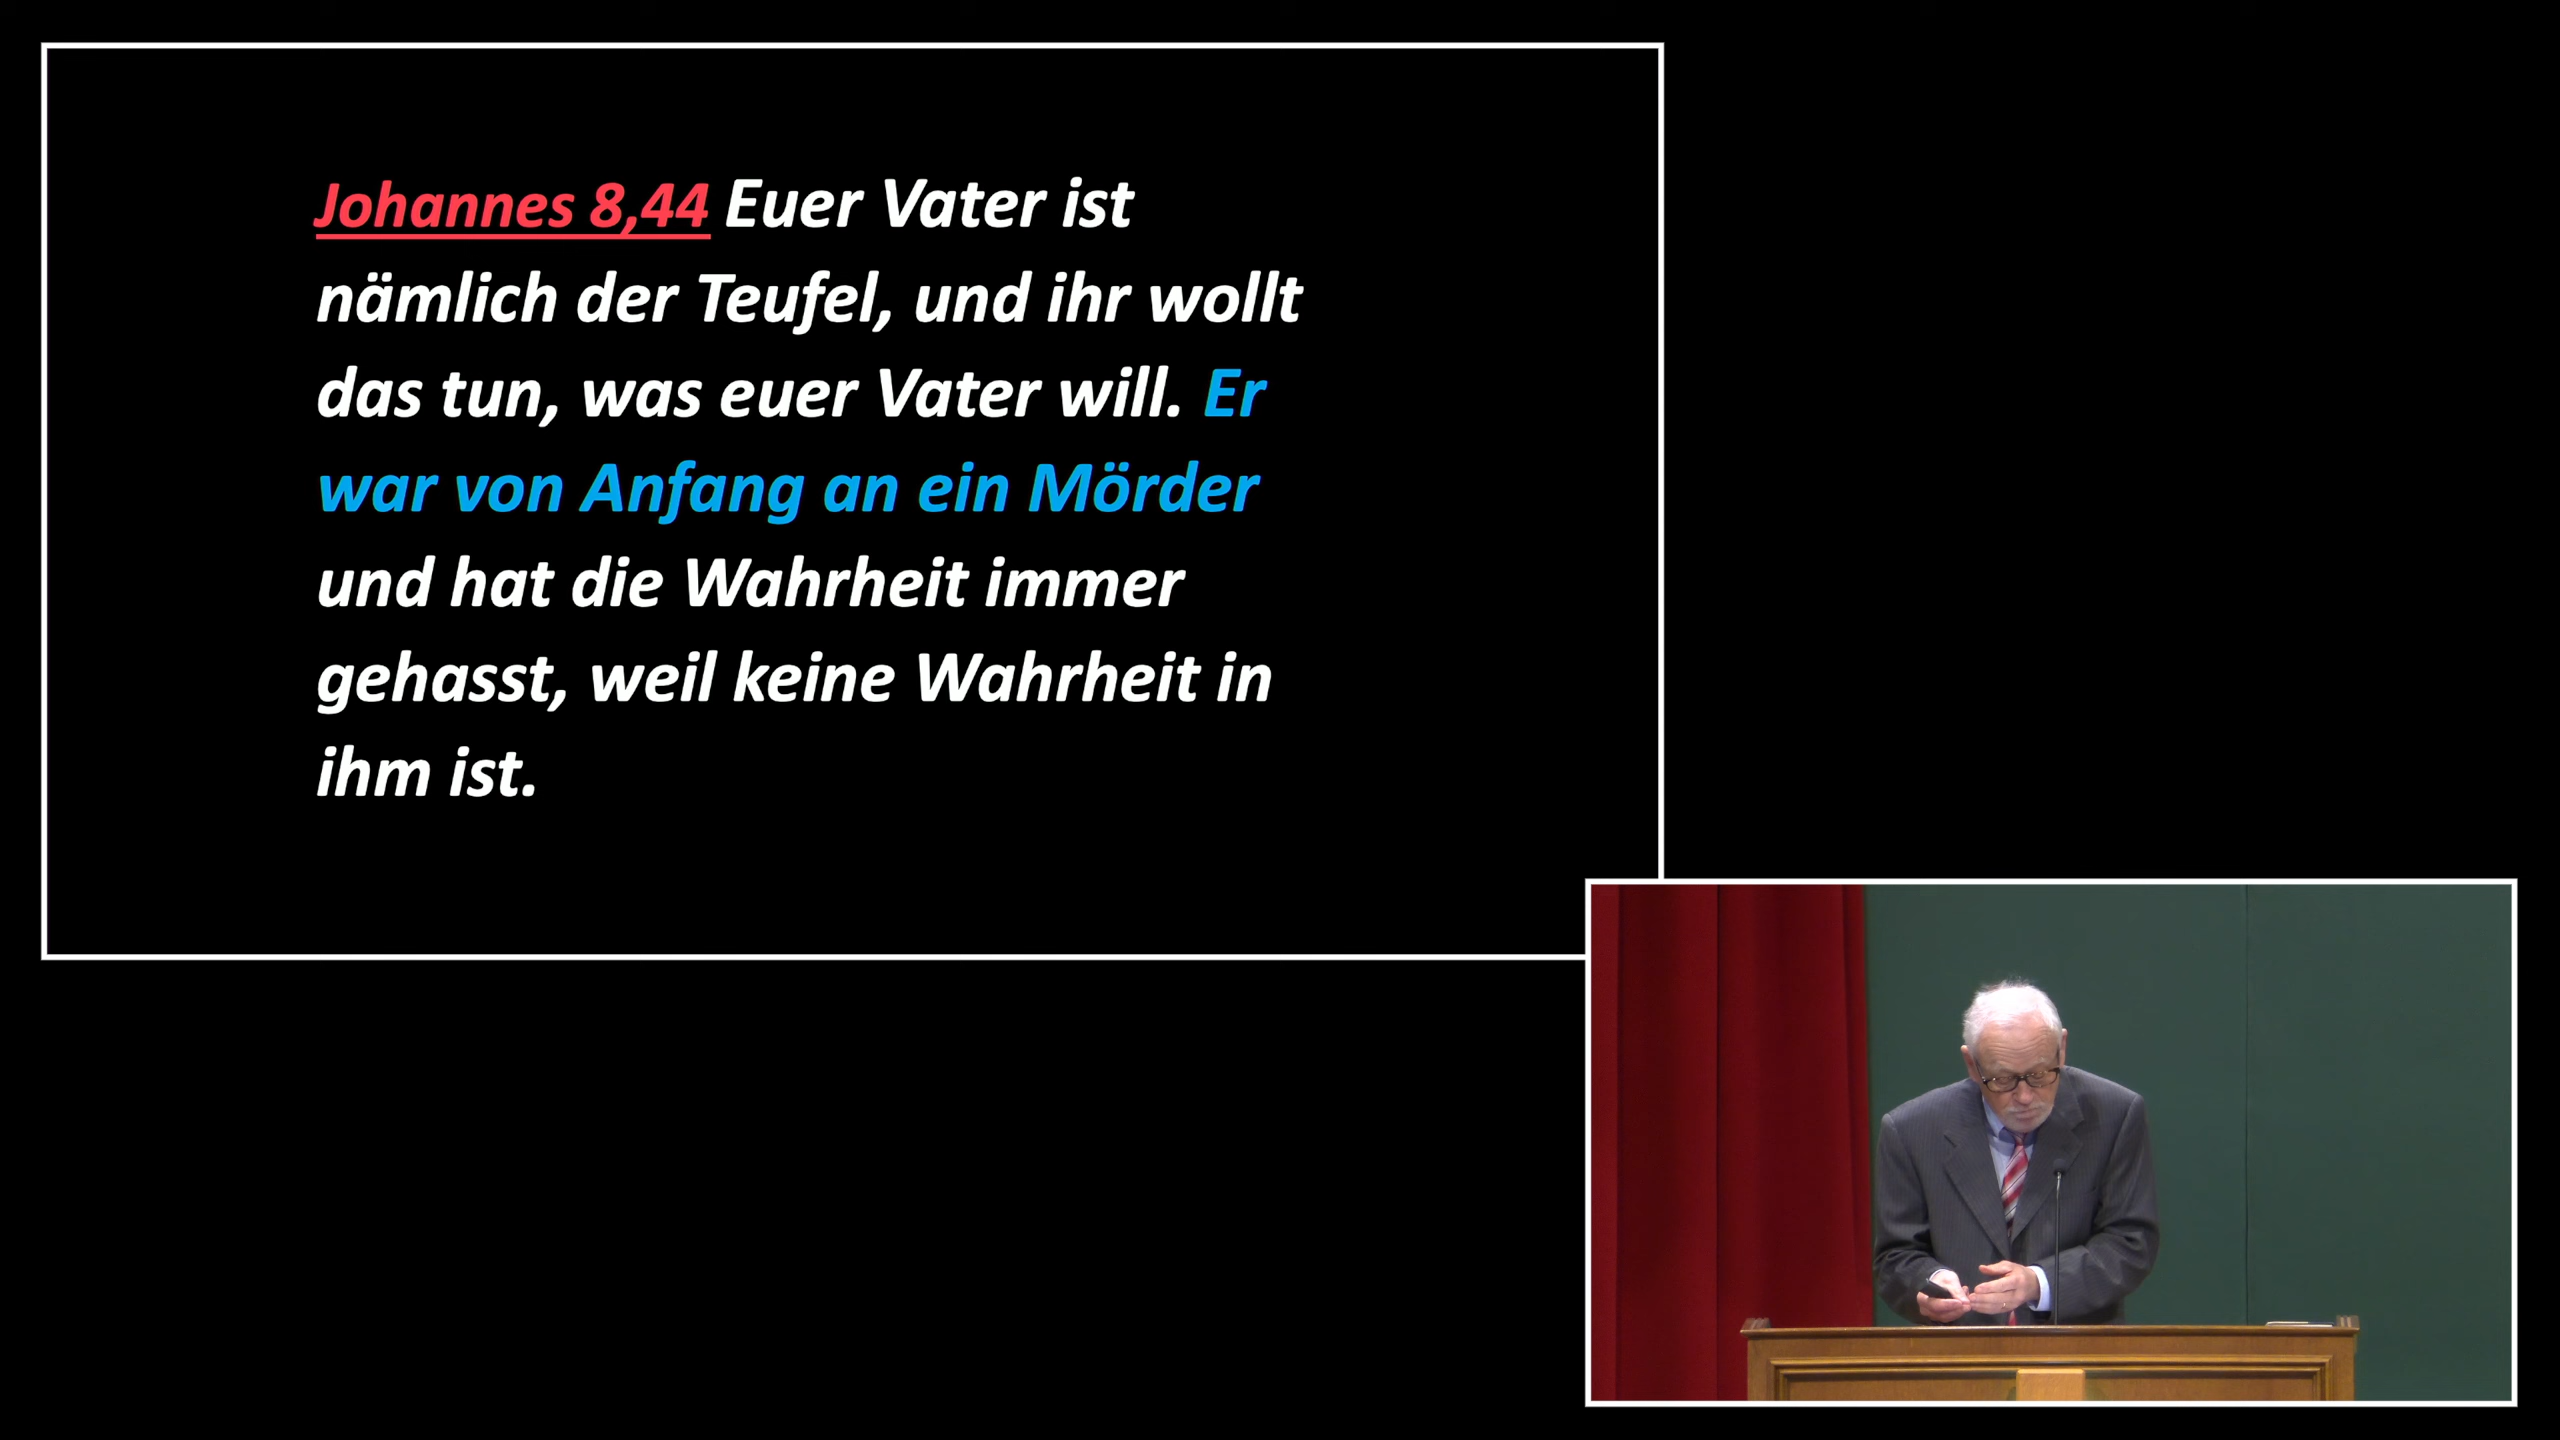 Johannes 8,44 Euer Vater ist
nämlich der Teufel, und ihr wollt
das tun, was euer Vater will. Er
war von Anfang an ein Mörder
und hat die Wahrheit immer
gehasst, weil keine Wahrheit in
ihm ist.